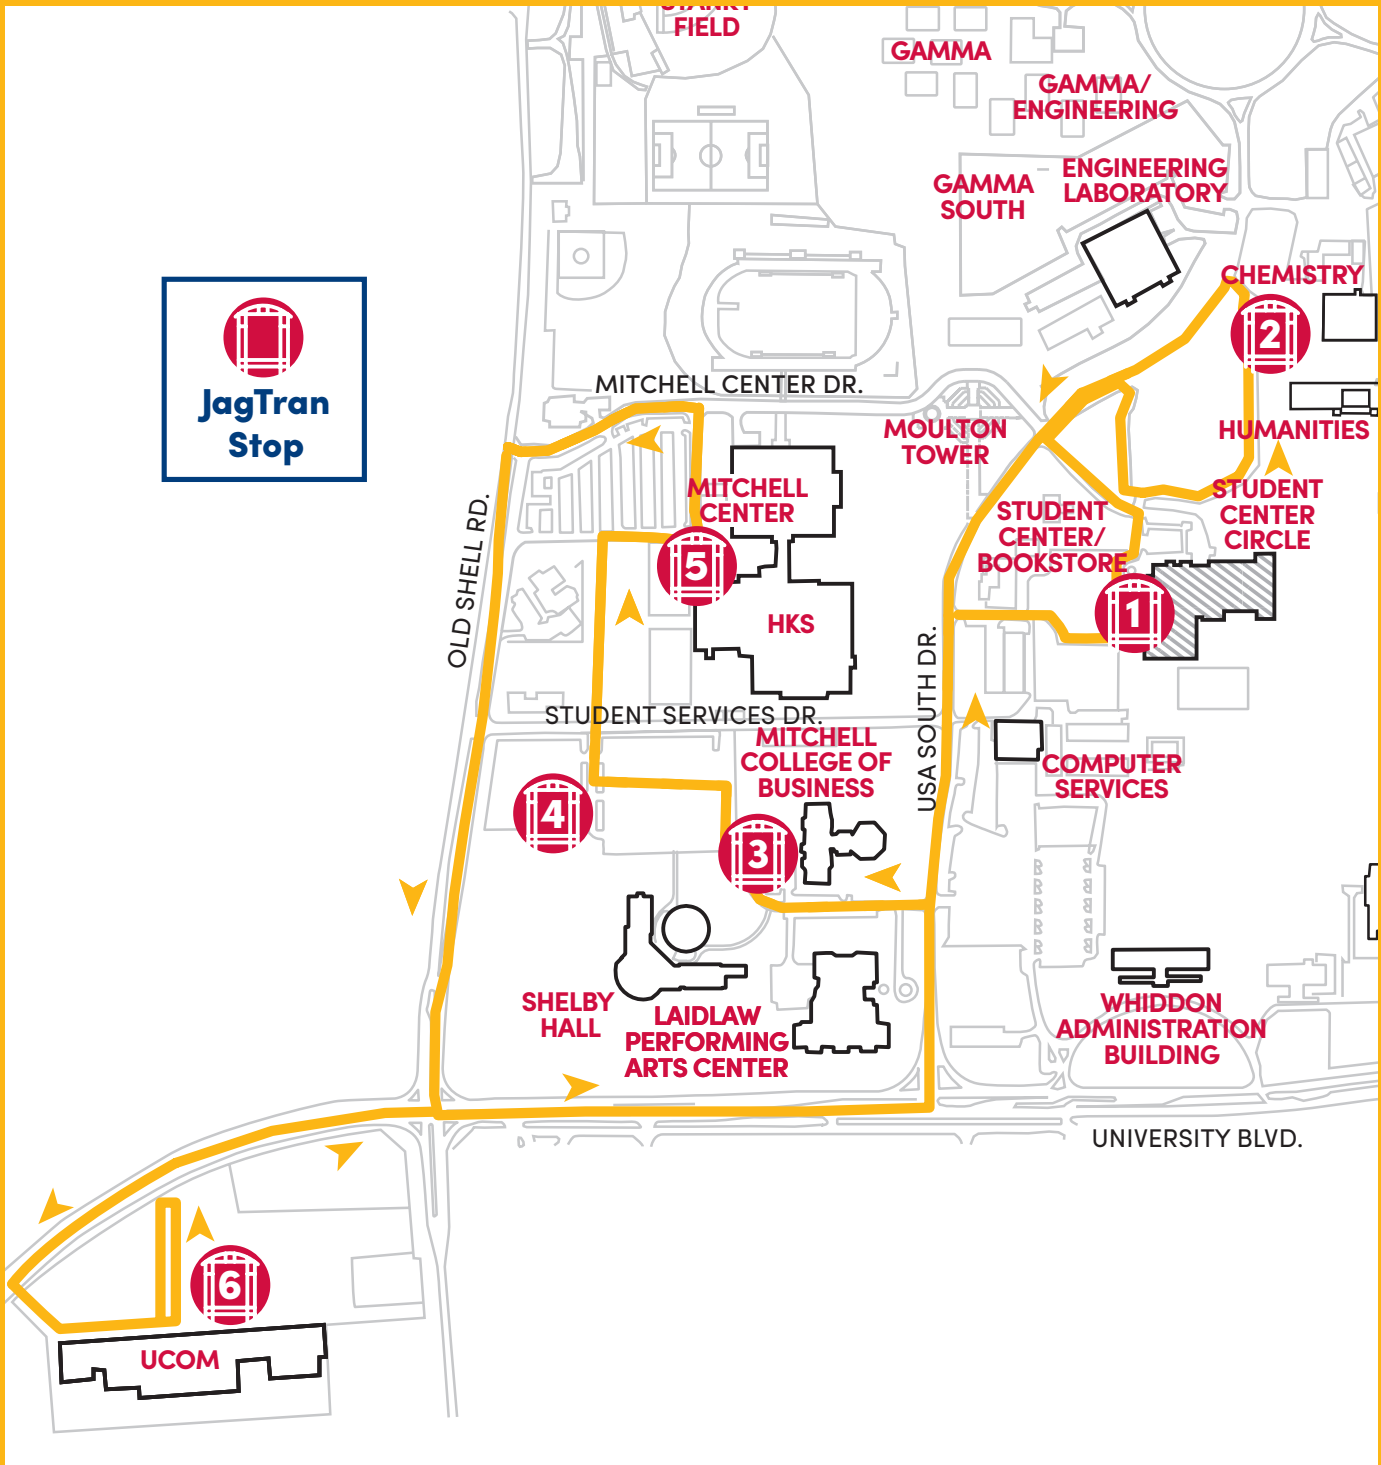 FIELD
GAMMA
GAMMA/
ENGINEERING
ENGINEERING
LABORATORY
GAMMA
SOUTH
CHEMISTRY
2
JagTran
Stop
MITCHELL CENTER DR.
MOULTON
TOWER
HUMANITIES
STUDENT
CENTER
CIRCLE
MITCHELL
CENTER
STUDENT
CENTER/
BOOKSTORE
OLD SHELL RD.
5
1
HKS
USA SOUTH DR.
STUDENT SERVICES DR.
MITCHELL
COLLEGE OF
BUSINESS
COMPUTER
SERVICES
4
3
SHELBY
HALL
LAIDLAW
PERFORMING
ARTS CENTER
WHIDDON
ADMINISTRATION
BUILDING
UNIVERSITY BLVD.
6
UCOM